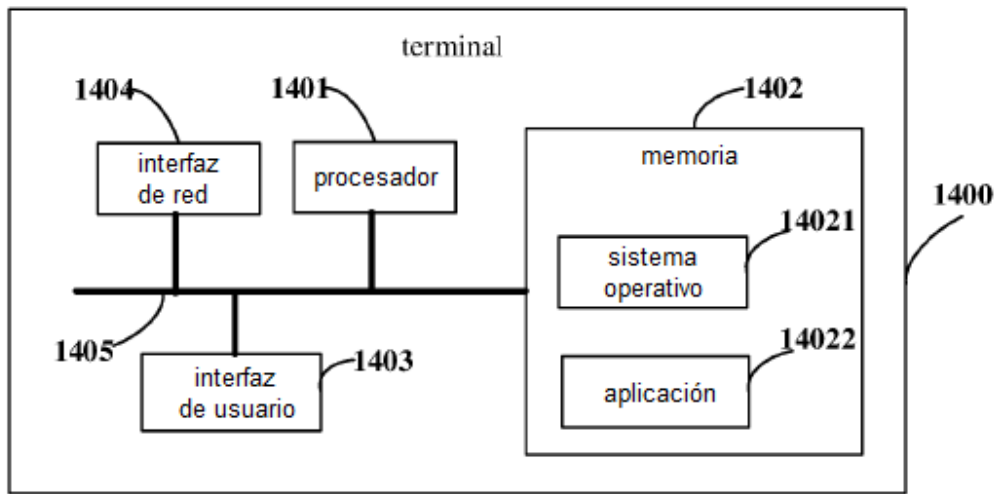 terminal
1404
1401
1402
interfaz
de red
procesador
memoria
1400
14021
sistema
operativo
1405
1403
14022
interfaz
de usuario
aplicación